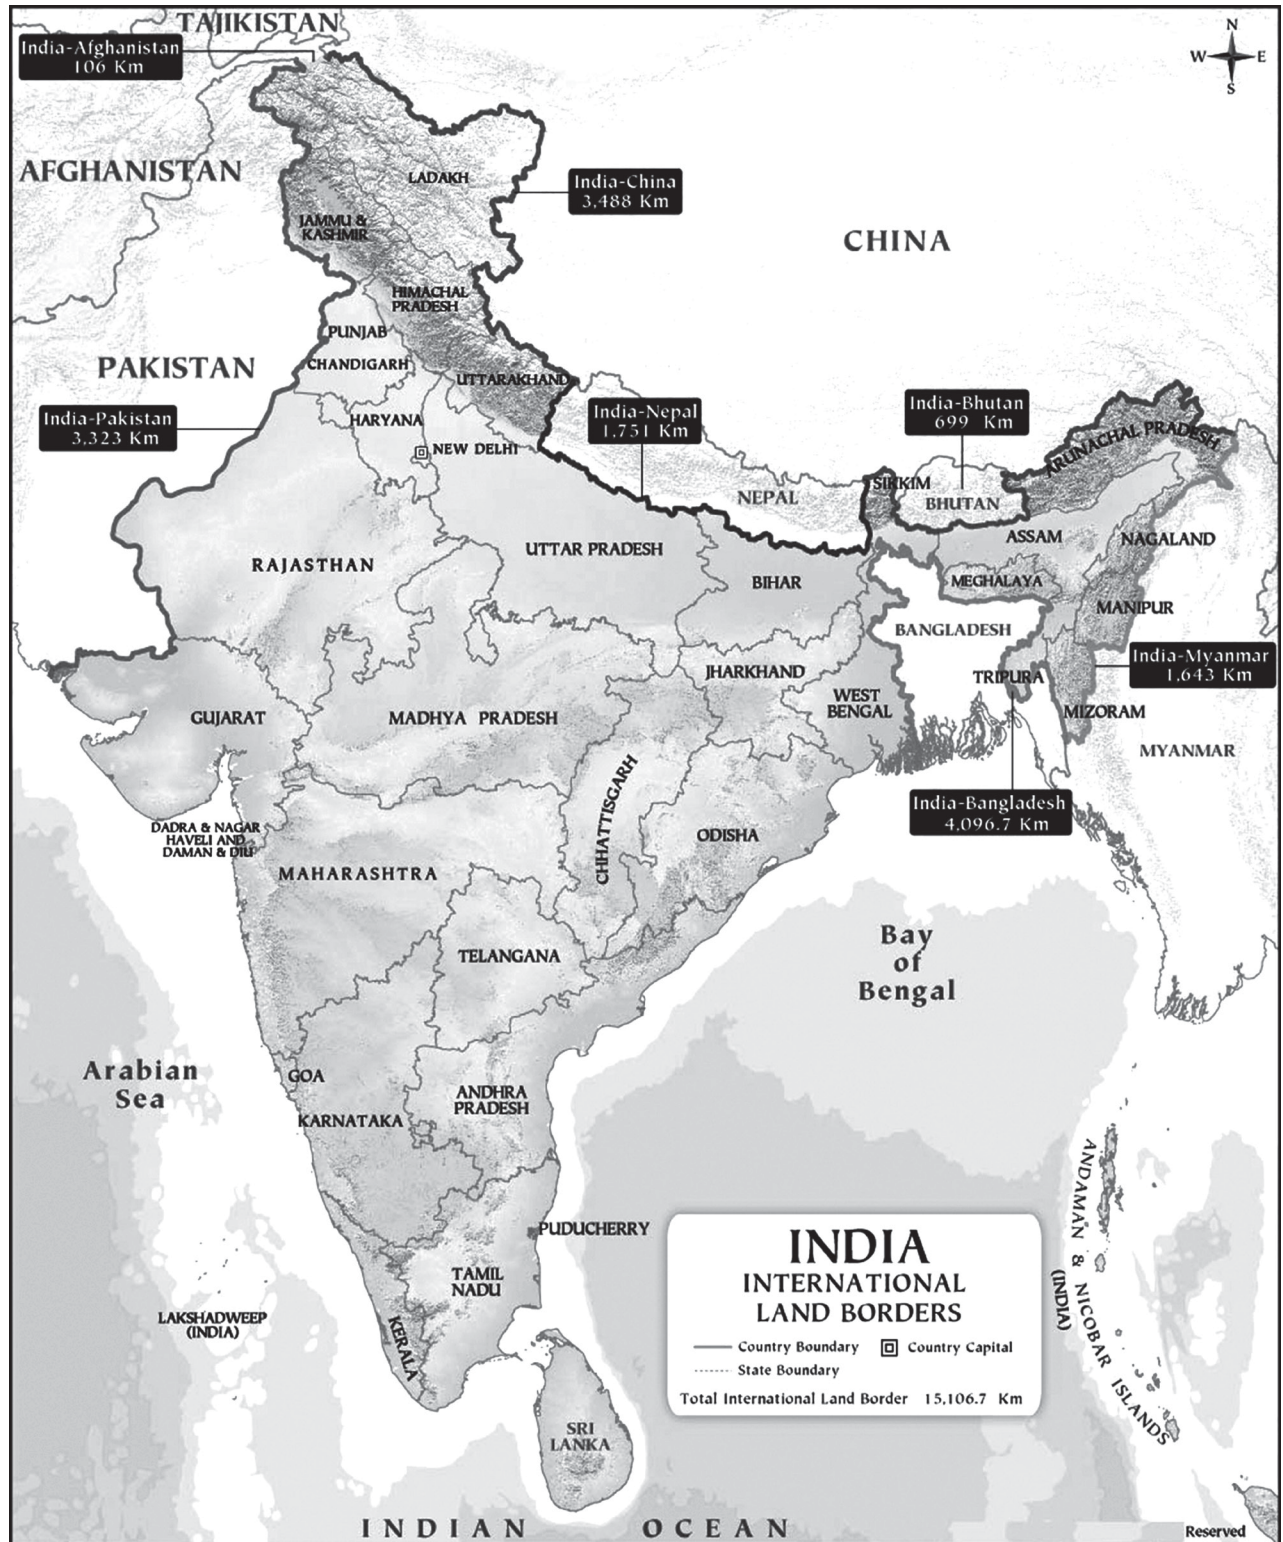 TAJIKISTAN
India-Afghanistan
106 Km
N
W E
S
AFGHANISTAN
LADAKH
India-China
3,488 Km
JAMMU &
KASHMIR
CHINA
HIMACHAL
PRADESH
PUNJAB
PAKISTAN
CHANDIGARH
UTTARAKHAND
India-Pakistan
3,323 Km
HARYANA
India-Nepal
1,751 Km
India-Bhutan
699 Km
NEW DELHI
ARUNACHAL PRADESH
SIKKIM
NEPAL
BHUTAN
ASSAM
NAGALAND
RAJASTHAN
UTTAR PRADESH
BIHAR
MEGHALAYA
MANIPUR
BANGLADESH
India-Myanmar
1,643 Km
JHARKHAND
TRIPURA
WEST
BENGAL
GUJARAT
MADHYA PRADESH
MIZORAM
MYANMAR
CHHATTISGARH
India-Bangladesh
4,096.7 Km
DADRA & NAGAR
HAVELI AND
DAMAN & DIU
ODISHA
MAHARASHTRA
TELANGANA
Bay
of
Bengal
Arabian
Sea
GOA
ANDHRA
PRADESH
KARNATAKA
PUDUCHERRY
TAMIL
NADU
LAKSHADWEEP
(INDIA)
KERALA
ANDAMAN & NICOBAR ISLANDS
(INDIA)
INDIA
INTERNATIONAL
LAND BORDERS
Country Boundary Country Capital
State Boundary
Total International Land Border 15,106.7 Km
SRI
LANKA
INDIAN OCEAN
Reserved